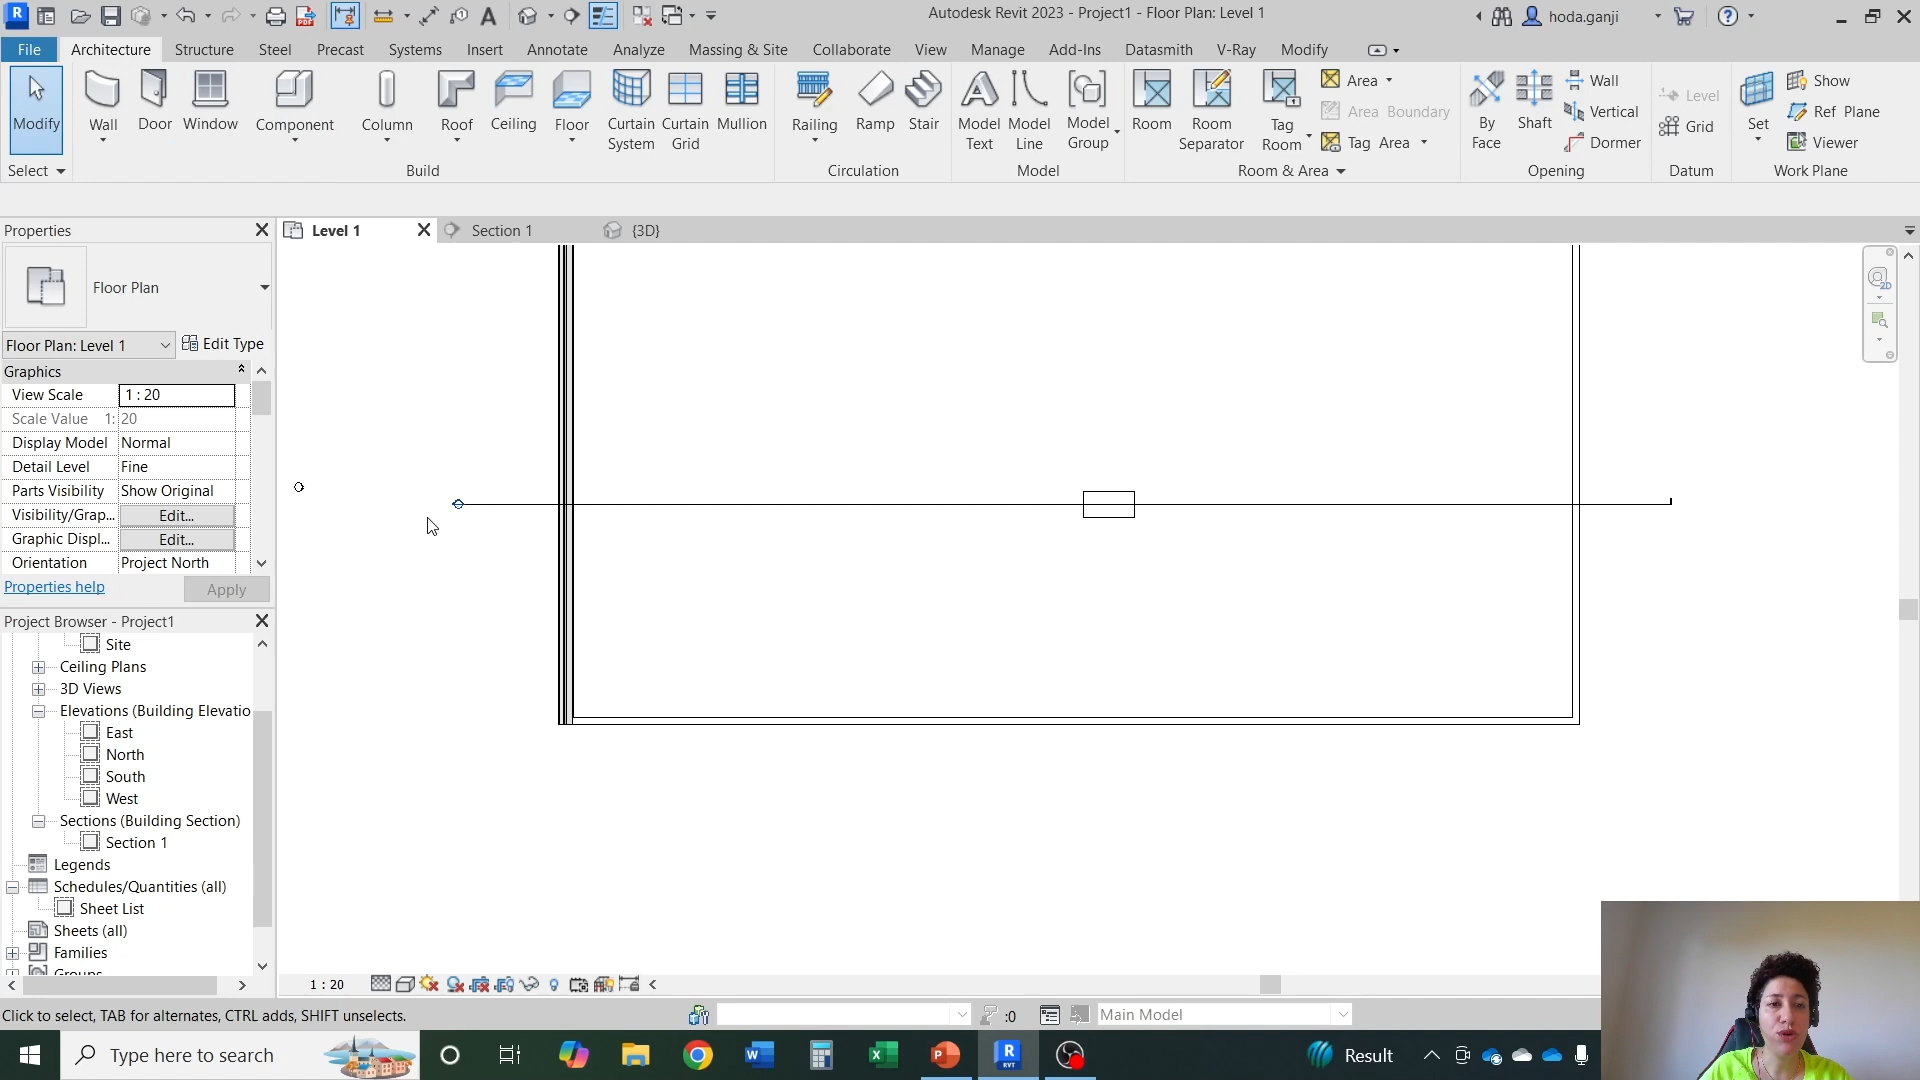 Autodesk Revit 2023 - Project1 - Floor Plan: Level 1
hoda.ganji
File Architecture Structure Steel Precast Systems Insert Annotate Analyze Massing & Site Collaborate View Manage Add-Ins Datasmith V-Ray Modify
Modify
Wall
Door
Window
Component
Column
Roof
Ceiling
Floor
Curtain System
Curtain Grid
Mullion
Railing
Ramp
Stair
Model Text
Model Line
Model Group
Room
Room Separator
Tag Room
Area
Area Boundary
Tag Area
By Face
Shaft
Wall
Vertical
Dormer
Level
Grid
Set
Show
Ref Plane
Viewer
Select
Build
Circulation
Model
Room & Area
Opening
Datum
Work Plane
Properties
Level 1
Section 1
{3D}
2D
Floor Plan
Floor Plan: Level 1
Edit Type
Graphics
View Scale 1 : 20
Scale Value 1: 20
Display Model Normal
Detail Level Fine
Parts Visibility Show Original
Visibility/Grap... Edit...
Graphic Displ... Edit...
Orientation Project North
Properties help
Apply
Project Browser - Project1
Site
Ceiling Plans
3D Views
Elevations (Building Elevatio
East
North
South
West
Sections (Building Section)
Section 1
Legends
Schedules/Quantities (all)
Sheet List
Sheets (all)
Families
1 : 20
Click to select, TAB for alternates, CTRL adds, SHIFT unselects.
:0
Main Model
Type here to search
Result